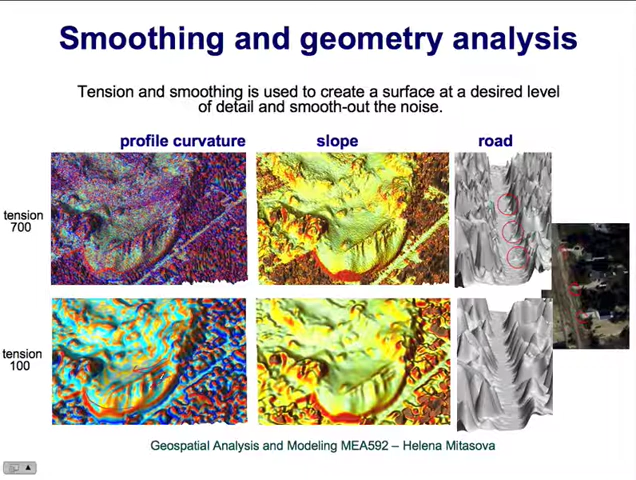 Smoothing and geometry analysis
Tension and smoothing is used to create a surface at a desired level
of detail and smooth-out the noise.
profile curvature slope road
tension
700
tension
100
Geospatial Analysis and Modeling MEA592 – Helena Mitasova